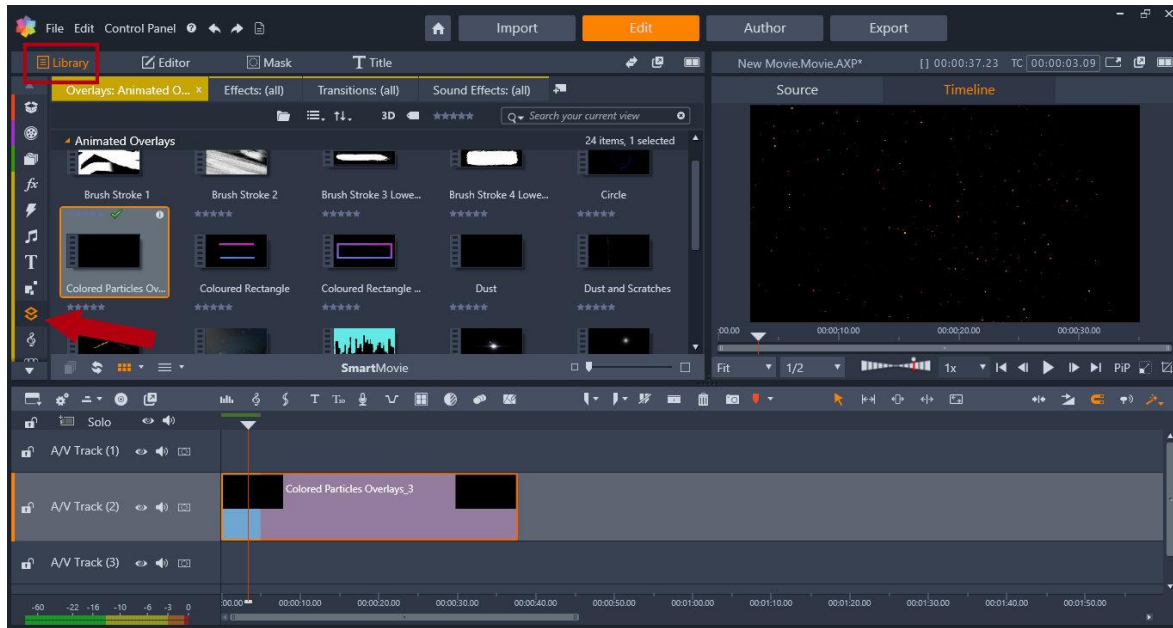 File Edit Control Panel
Import Edit Author Export
Library Editor Mask Title
New Movie.Movie.AXP* [] 00:00:37.23 TC 00:00:03.09
Overlays: Animated O... × Effects: (all) Transitions: (all) Sound Effects: (all)
Source Timeline
3D Search your current view
Animated Overlays 24 items, 1 selected
Brush Stroke 1 Brush Stroke 2 Brush Stroke 3 Lowe... Brush Stroke 4 Lowe... Circle
Colored Particles Ov... Coloured Rectangle Coloured Rectangle ... Dust Dust and Scratches
:00.00 00:00:10.00 00:00:20.00 00:00:30.00
SmartMovie
Fit 1/2 1x PiP
Solo
A/V Track (1)
A/V Track (2)
Colored Particles Overlays_3
A/V Track (3)
-60 -22 -16 -10 -6 -3 0
:00.00 00:00:10.00 00:00:20.00 00:00:30.00 00:00:40.00 00:00:50.00 00:01:00.00 00:01:10.00 00:01:20.00 00:01:30.00 00:01:40.00 00:01:50.00